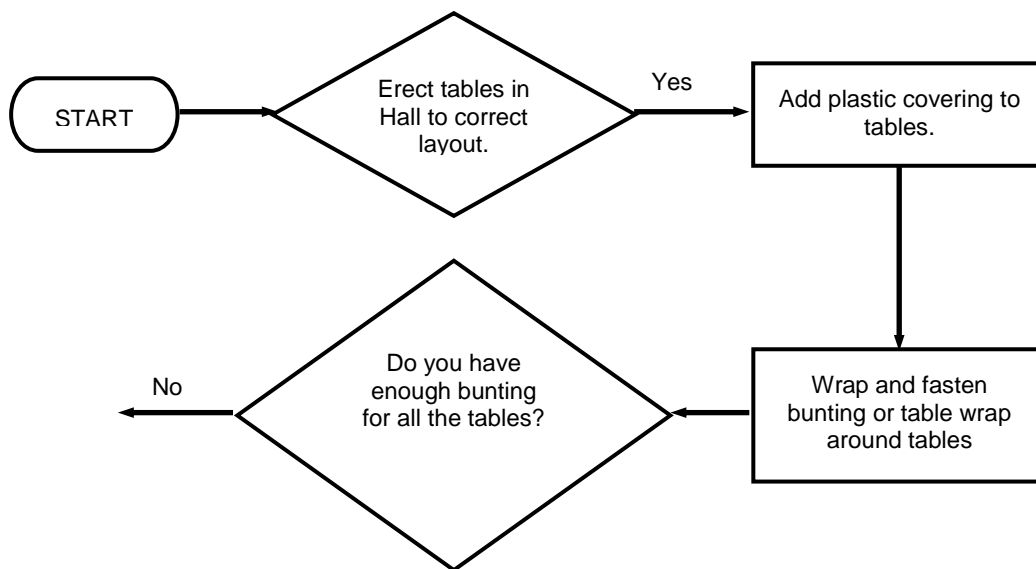 START
Erect tables in
Hall to correct
layout.
Yes
Add plastic covering to
tables.
Wrap and fasten
bunting or table wrap
around tables
Do you have
enough bunting
for all the tables?
No